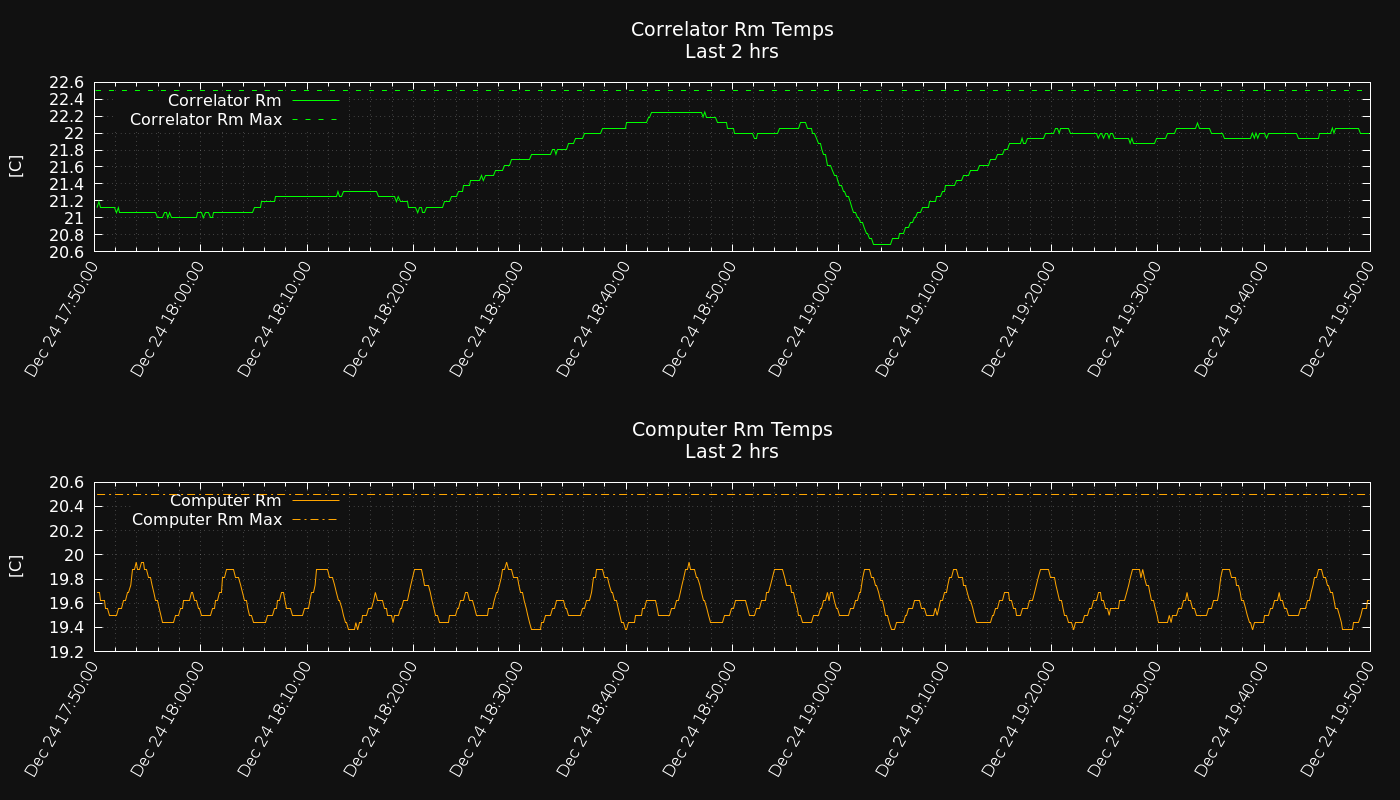 Correlator Rm Temps
Last 2 hrs
22.6
22.4
22.2
22
21.8
21.6
21.4
21.2
21
20.8
20.6
[C]
Correlator Rm
Correlator Rm Max
Dec 24 17:50:00
Dec 24 18:00:00
Dec 24 18:10:00
Dec 24 18:20:00
Dec 24 18:30:00
Dec 24 18:40:00
Dec 24 18:50:00
Dec 24 19:00:00
Dec 24 19:10:00
Dec 24 19:20:00
Dec 24 19:30:00
Dec 24 19:40:00
Dec 24 19:50:00
Computer Rm Temps
Last 2 hrs
20.6
20.4
20.2
20
19.8
19.6
19.4
19.2
[C]
Computer Rm
Computer Rm Max
Dec 24 17:50:00
Dec 24 18:00:00
Dec 24 18:10:00
Dec 24 18:20:00
Dec 24 18:30:00
Dec 24 18:40:00
Dec 24 18:50:00
Dec 24 19:00:00
Dec 24 19:10:00
Dec 24 19:20:00
Dec 24 19:30:00
Dec 24 19:40:00
Dec 24 19:50:00